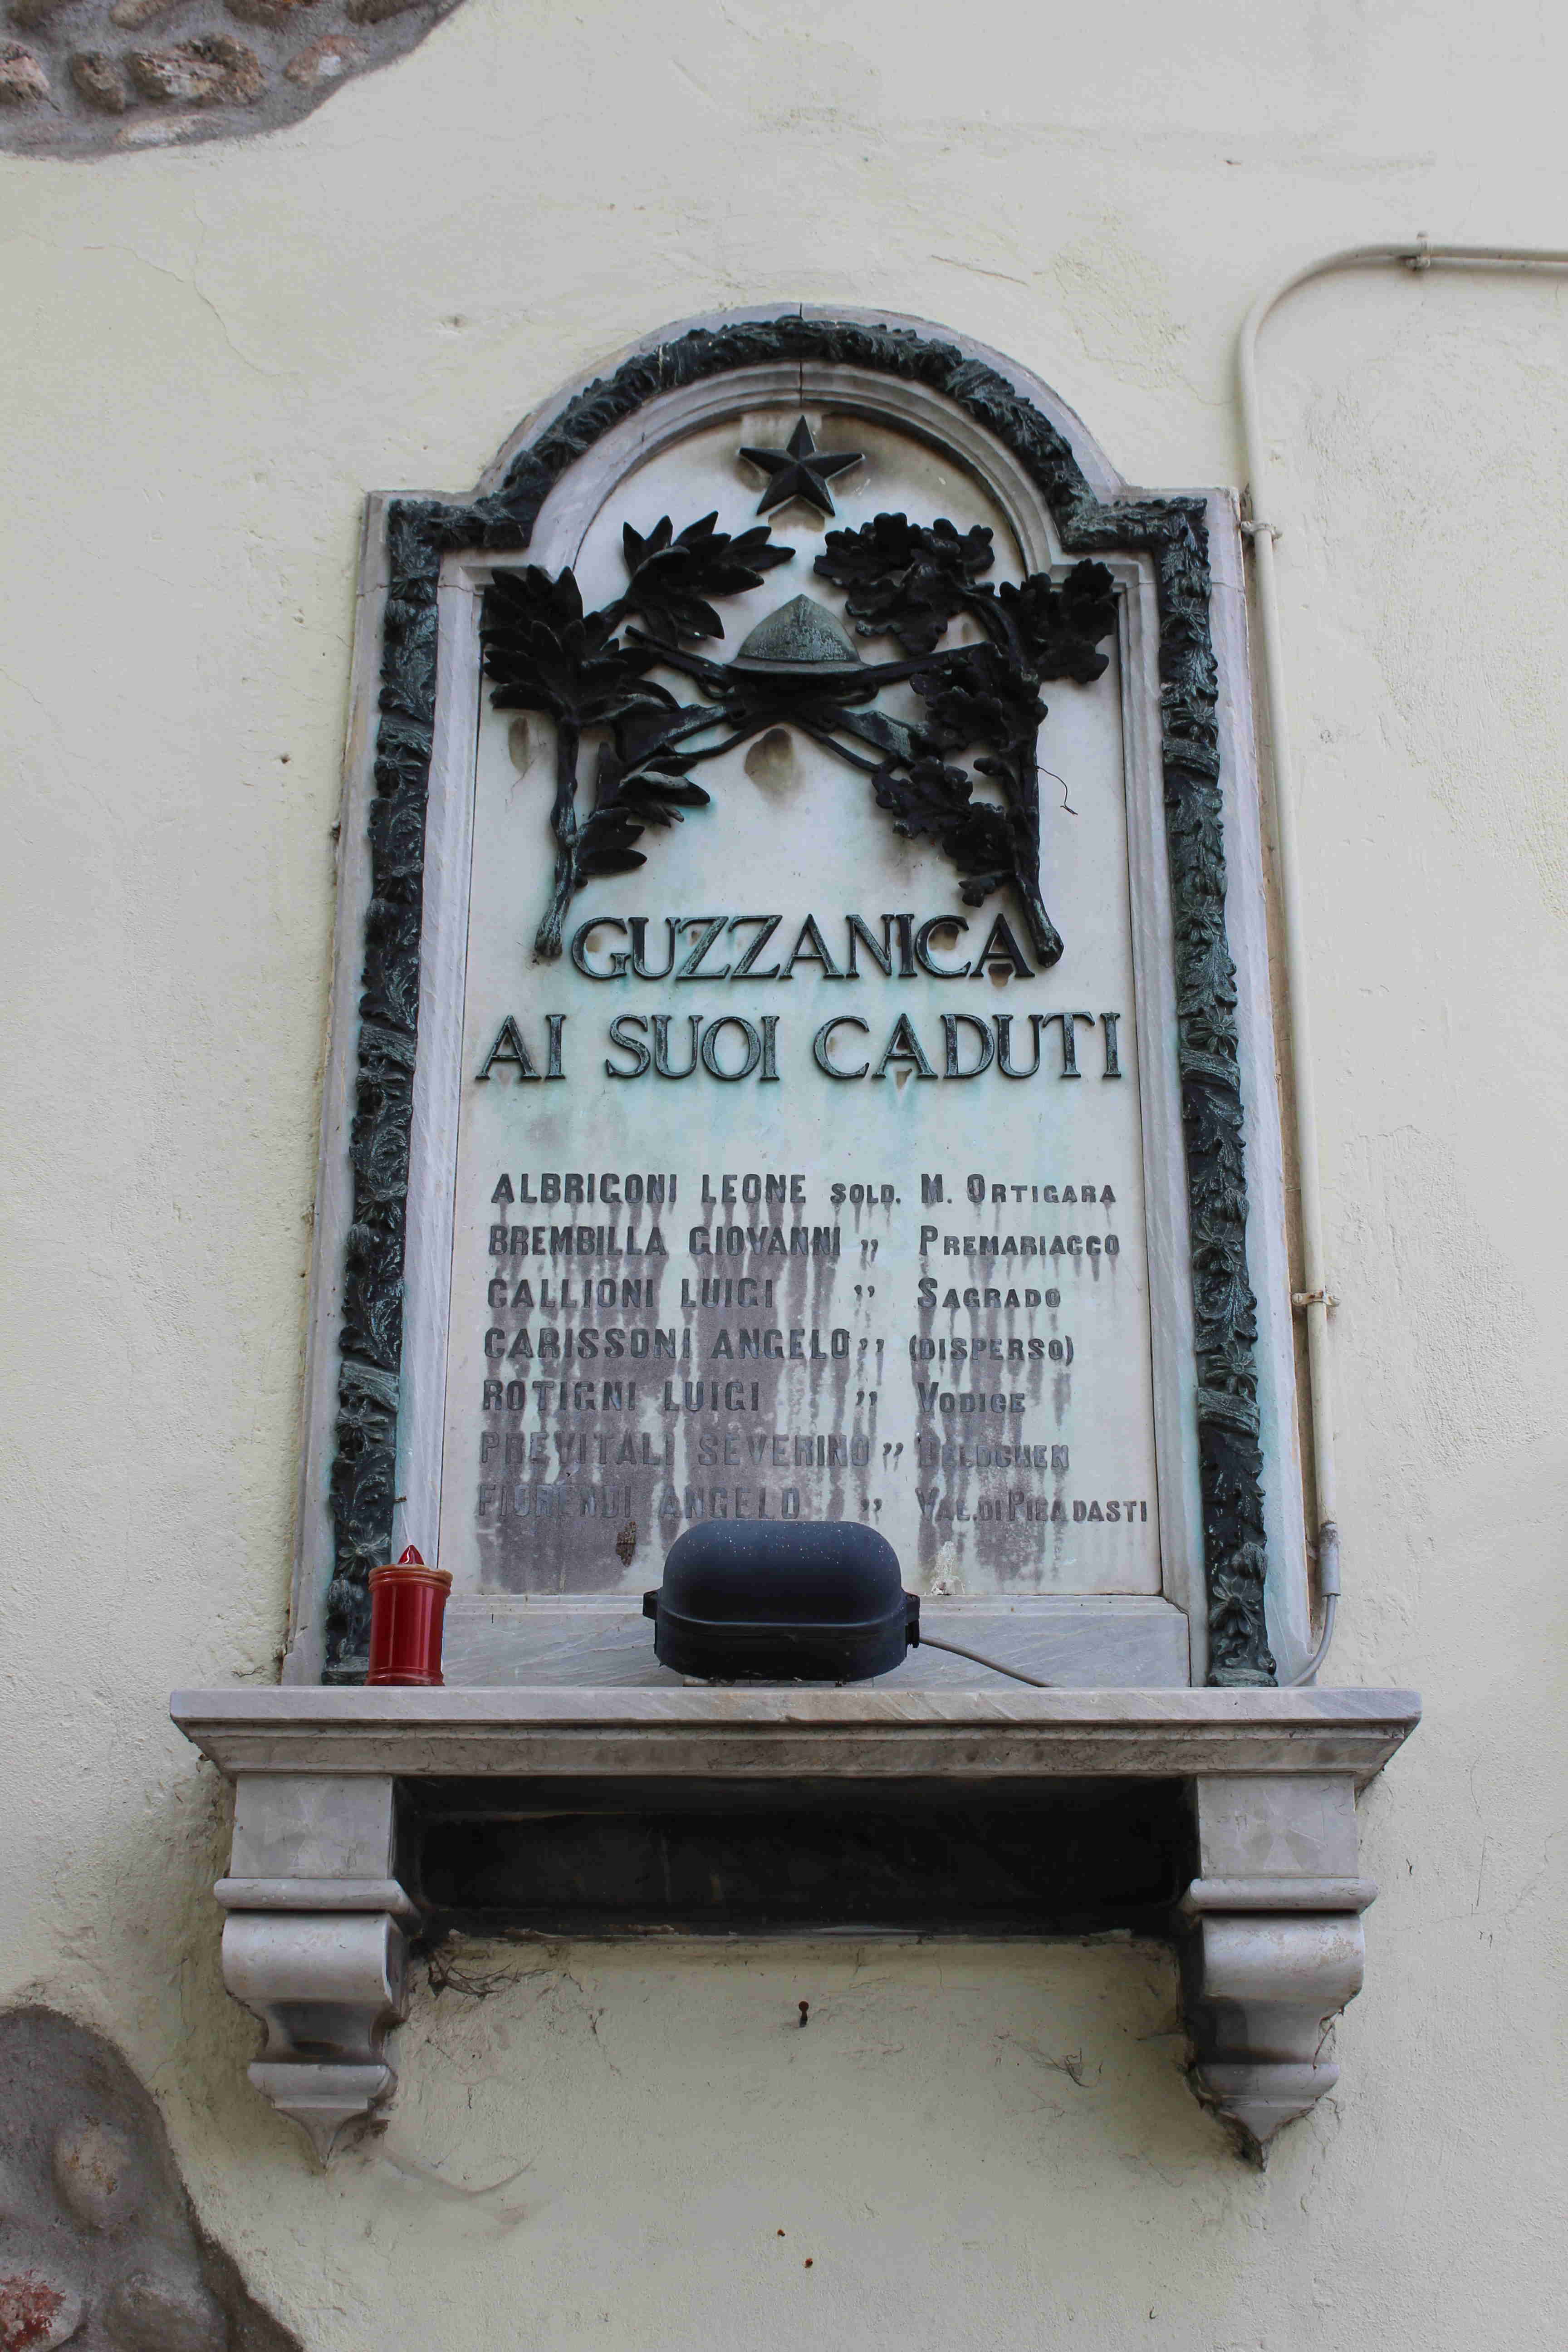 GUZZANICA
AI SUOI CADUTI
ALBRIGONI LEONE SOLD. M. ORTIGARA
BREMBILLA GIOVANNI ,, PREMARIACCO
CALLIONI LUIGI ,, SAGRADO
CARISSONI ANGELO ,, (DISPERSO)
ROTIGNI LUIGI ,, VODICE
PREVITALI SEVERINO ,,
ANGELO ,, VAL. DI